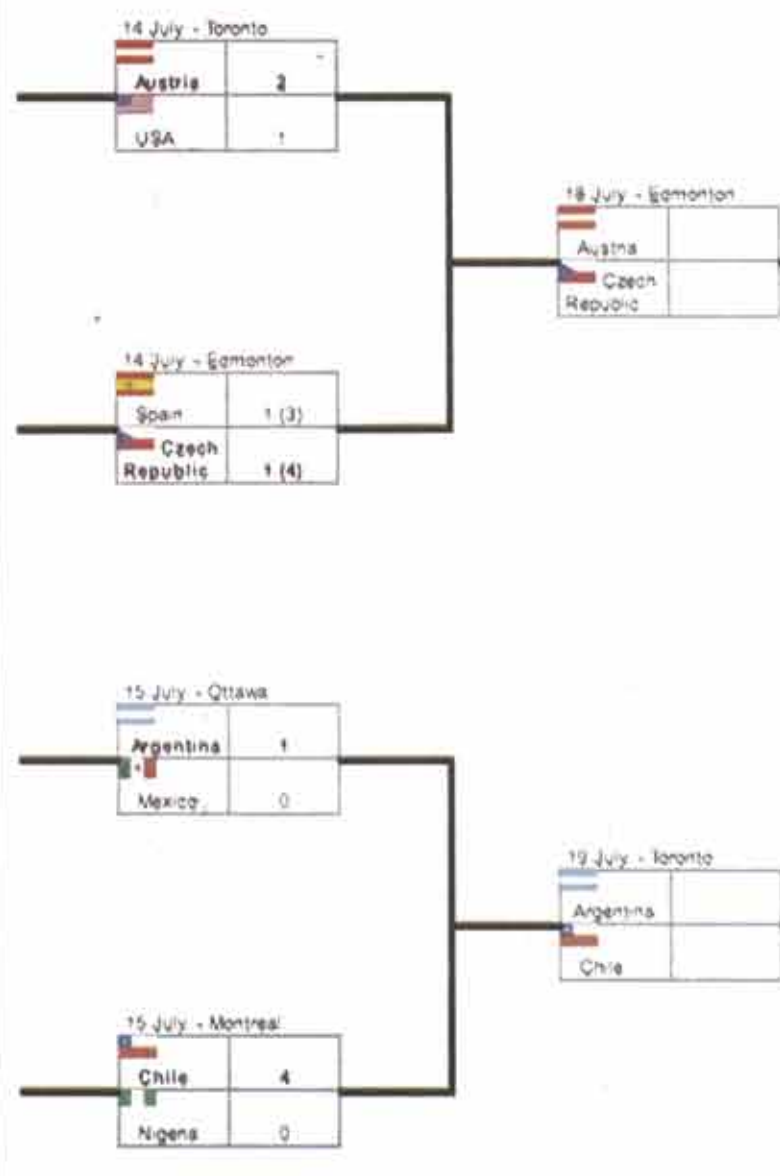 14 July - Toronto
Austria 2
USA 1
14 July - Edmonton
Spain 1 (3)
Czech
Republic 1 (4)
18 July - Edmonton
Austria
Czech
Republic
15 July - Ottawa
Argentina 1
Mexico 0
15 July - Montreal
Chile 4
Nigeria 0
19 July - Toronto
Argentina
Chile